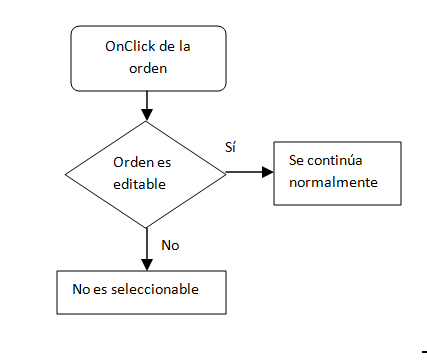 OnClick de la
orden
Orden es
editable
Sí
Se continúa
normalmente
No
No es seleccionable